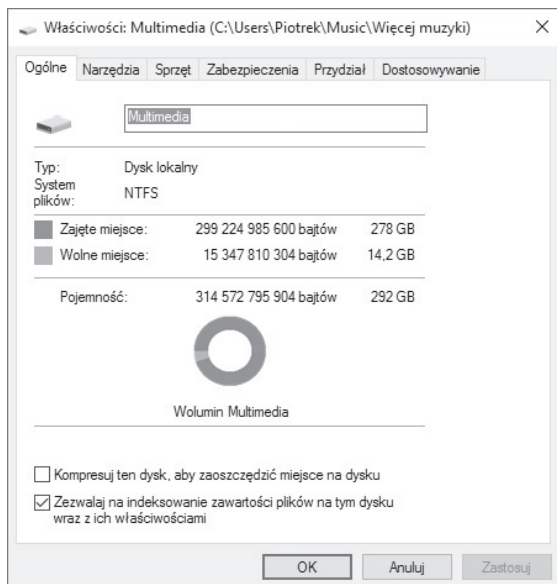 Właściwości: Multimedia (C:\Users\Piotrek\Music\Więcej muzyki)
Ogólne Narzędzia Sprzęt Zabezpieczenia Przydział Dostosowywanie
Multimedia
Typ: Dysk lokalny
System
plików: NTFS
Zajęte miejsce: 299 224 985 600 bajtów 278 GB
Wolne miejsce: 15 347 810 304 bajtów 14,2 GB
Pojemność: 314 572 795 904 bajtów 292 GB
Wolumin Multimedia
Kompresuj ten dysk, aby zaoszczędzić miejsce na dysku
Zezwalaj na indeksowanie zawartości plików na tym dysku
wraz z ich właściwościami
OK Anuluj Zastosuj